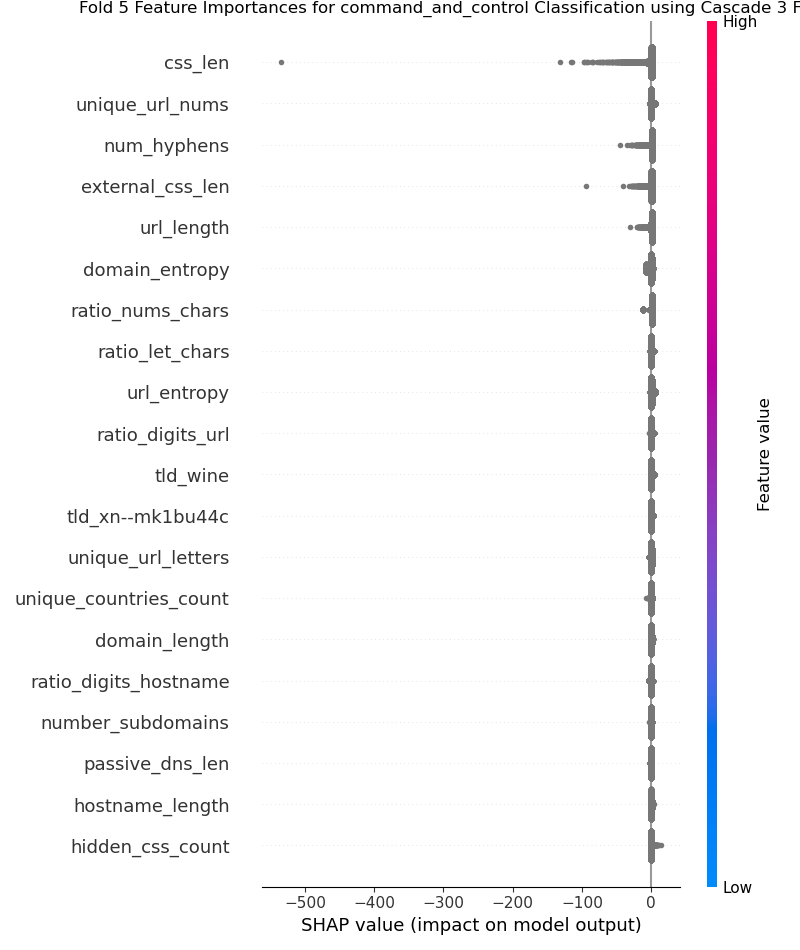 Fold 5 Feature Importances for command_and_control Classification using Cascade 3 F
High
css_len
unique_url_nums
num_hyphens
external_css_len
url_length
domain_entropy
ratio_nums_chars
ratio_let_chars
url_entropy
ratio_digits_url
tld_wine
tld_xn--mk1bu44c
unique_url_letters
unique_countries_count
domain_length
ratio_digits_hostname
number_subdomains
passive_dns_len
hostname_length
hidden_css_count
Feature value
Low
−500 −400 −300 −200 −100 0
SHAP value (impact on model output)